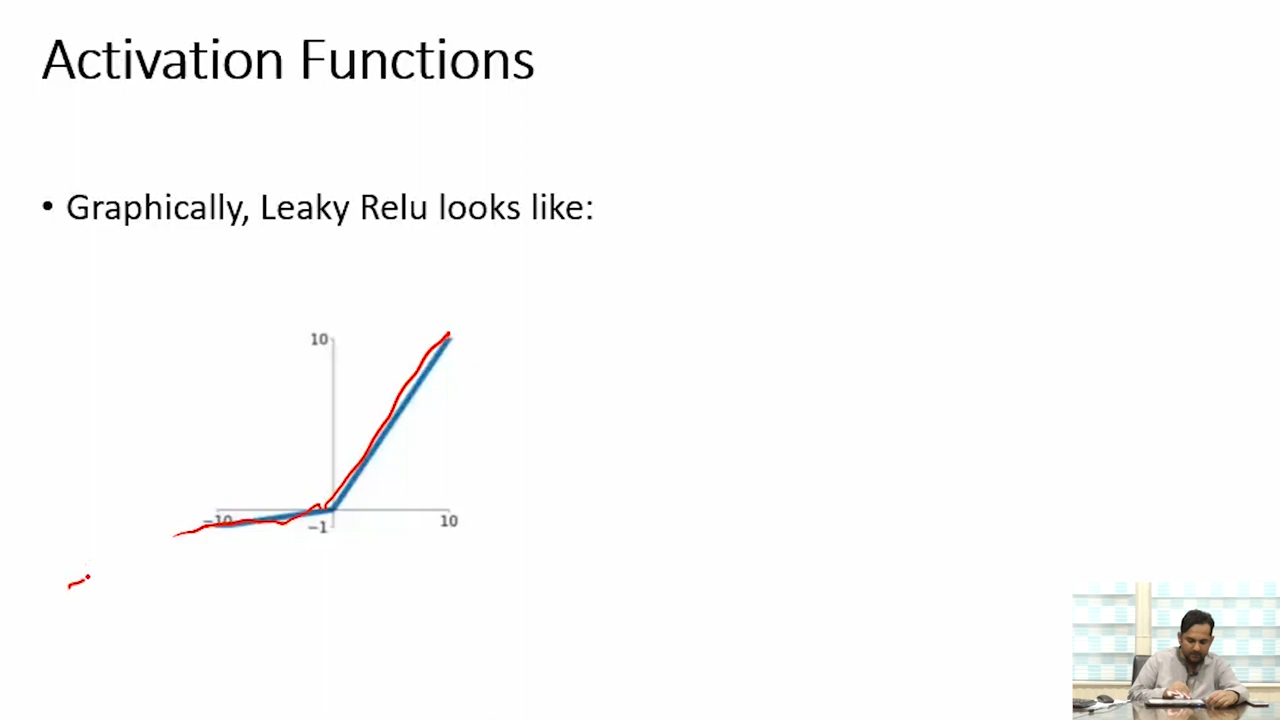 Activation Functions
• Graphically, Leaky Relu looks like:
10
−10
−1
10